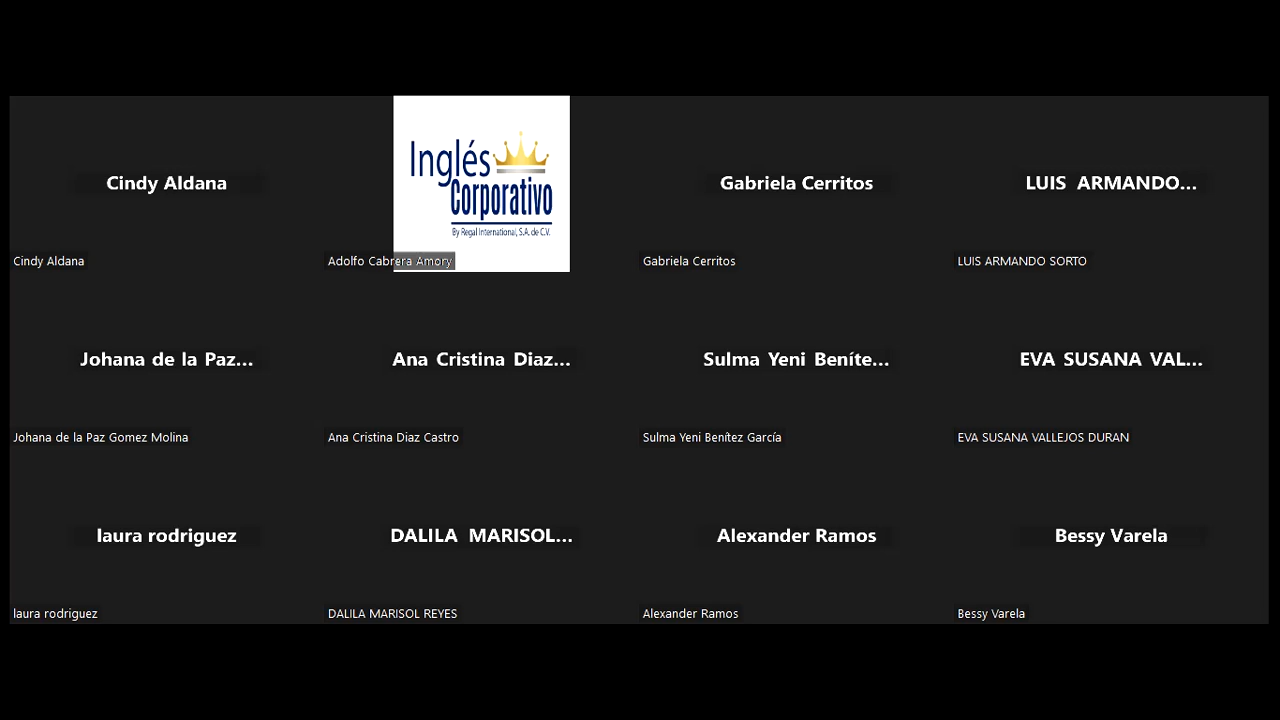 Cindy Aldana
Inglés
Corporativo
By Regal International, S.A. de C.V.
Gabriela Cerritos
LUIS ARMANDO...
Cindy Aldana
Adolfo Cabrera Amory
Gabriela Cerritos
LUIS ARMANDO SORTO
Johana de la Paz...
Ana Cristina Diaz...
Sulma Yeni Beníte...
EVA SUSANA VAL...
Johana de la Paz Gomez Molina
Ana Cristina Diaz Castro
Sulma Yeni Benítez García
EVA SUSANA VALLEJOS DURAN
laura rodriguez
DALILA MARISOL...
Alexander Ramos
Bessy Varela
laura rodriguez
DALILA MARISOL REYES
Alexander Ramos
Bessy Varela